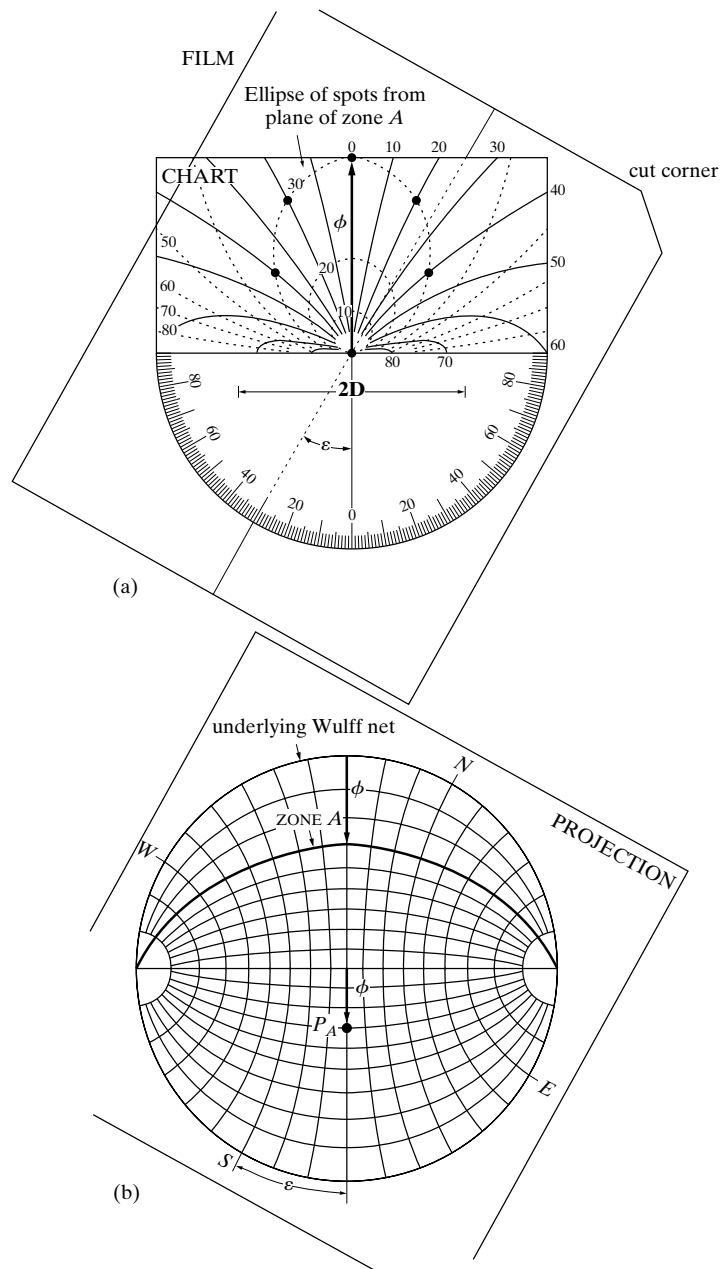 FILM
Ellipse of spots from
plane of zone A
0 10 20 30
cut corner
CHART
30
40
ϕ
50
20
50
60
10
70
80
60
80 70
80 2D 80
60 ε 60
40 40
20 20
0
(a)
underlying Wulff net
N
ϕ
ZONE A
PROJECTION
W
ϕ
P_A
E
S
ε
(b)